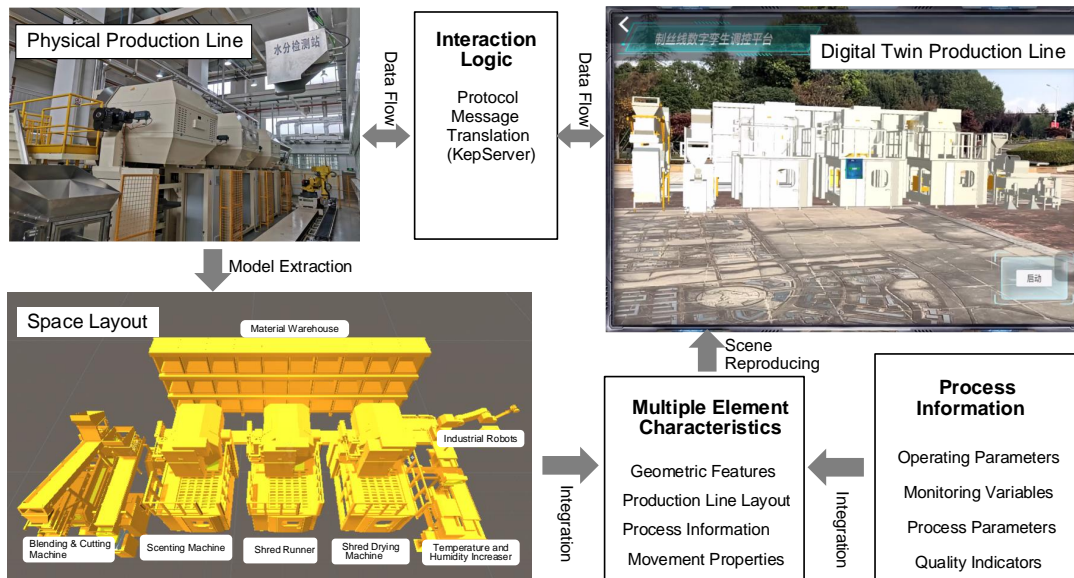 Physical Production Line
水分检测站
Data Flow
Interaction
Logic
Protocol
Message
Translation
(KepServer)
Data Flow
制丝线数字孪生调控平台
Digital Twin Production Line
启动
Model Extraction
Space Layout
Material Warehouse
Industrial Robots
Blending & Cutting
Machine
Scenting Machine
Shred Runner
Shred Drying
Machine
Temperature and
Humidity Increaser
Integration
Scene
Reproducing
Multiple Element
Characteristics
Geometric Features
Production Line Layout
Process Information
Movement Properties
Integration
Process
Information
Operating Parameters
Monitoring Variables
Process Parameters
Quality Indicators